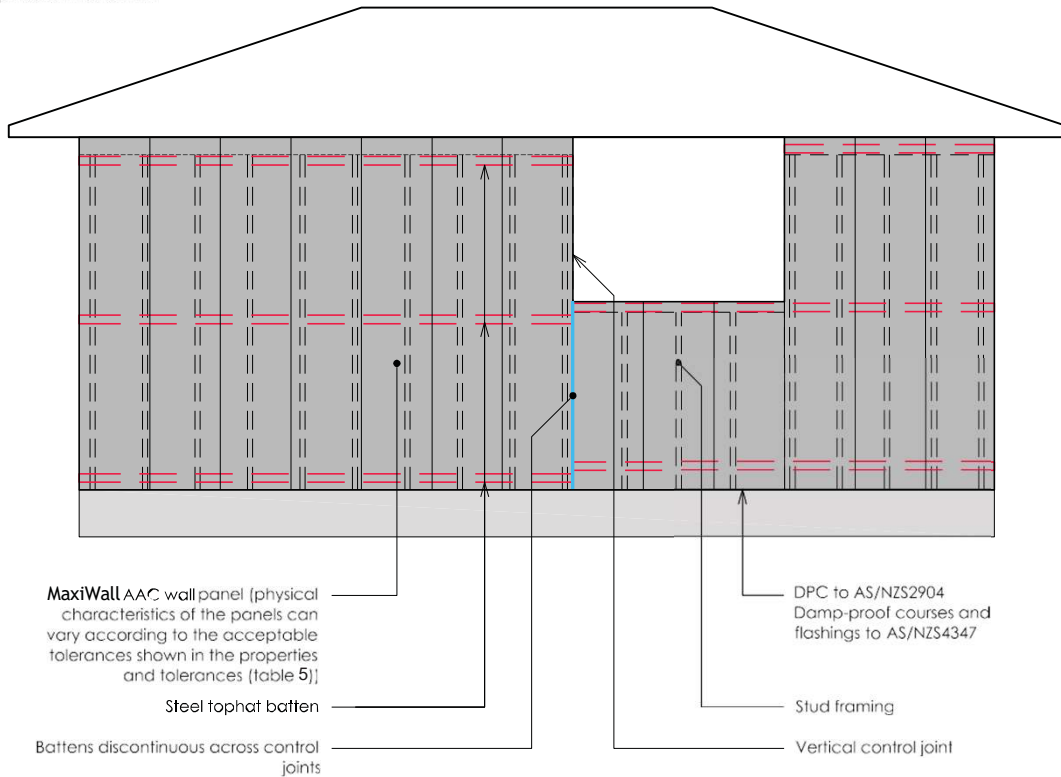 MaxiWall AAC wall panel (physical
characteristics of the panels can
vary according to the acceptable
tolerances shown in the properties
and tolerances (table 5))
Steel tophat batten
Battens discontinuous across control
joints
DPC to AS/NZS2904
Damp-proof courses and
flashings to AS/NZS4347
Stud framing
Vertical control joint